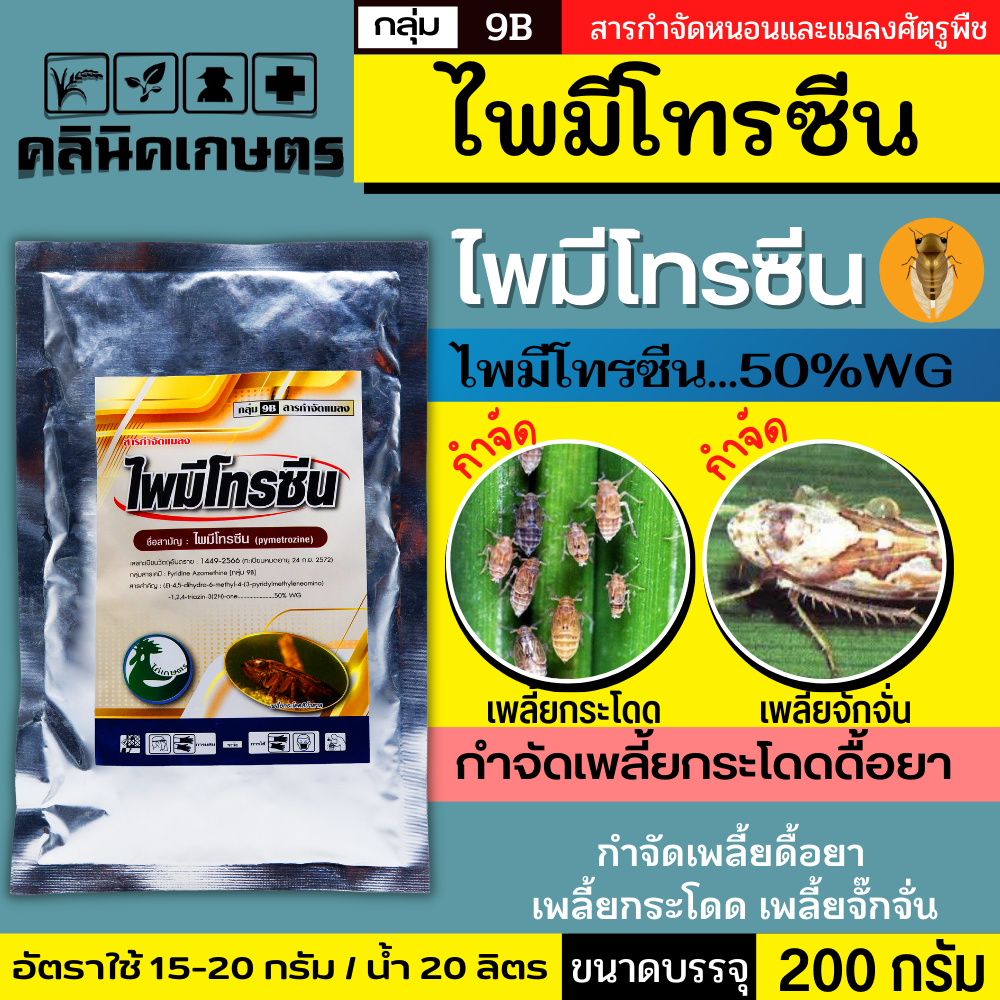 กลุ่ม 9B สารกำจัดหนอนและแมลงศัตรูพืช
คลินิคเกษตร
ไพมีโทรซีน
ไพมีโทรซีน
ไพมีโทรซีน...50%WG
กลุ่ม 9B สารกำจัดแมลง
สารกำจัดแมลง
ไพมีโทรซีน
ชื่อสามัญ : ไพมีโทรซีน (pymetrozine)
เลขทะเบียนวัตถุอันตราย : 1449-2566 (ทะเบียนหมดอายุ 24 ก.ย. 2572)
กลุ่มสารเคมี : Pyridine Azomethine (กลุ่ม 9B)
สารสำคัญ : (E)-4,5-dihydro-6-methyl-4-(3-pyridylmethyleneamino)
-1,2,4-triazin-3(2H)-one....................50% WG
ไก่เกษตร
กำจัด
กำจัด
เพลี้ยกระโดด
เพลี้ยจักจั่น
กำจัดเพลี้ยกระโดดดื้อยา
กำจัดเพลี้ยดื้อยา
เพลี้ยกระโดด เพลี้ยจั๊กจั่น
อัตราใช้ 15-20 กรัม / น้ำ 20 ลิตร
ขนาดบรรจุ 200 กรัม